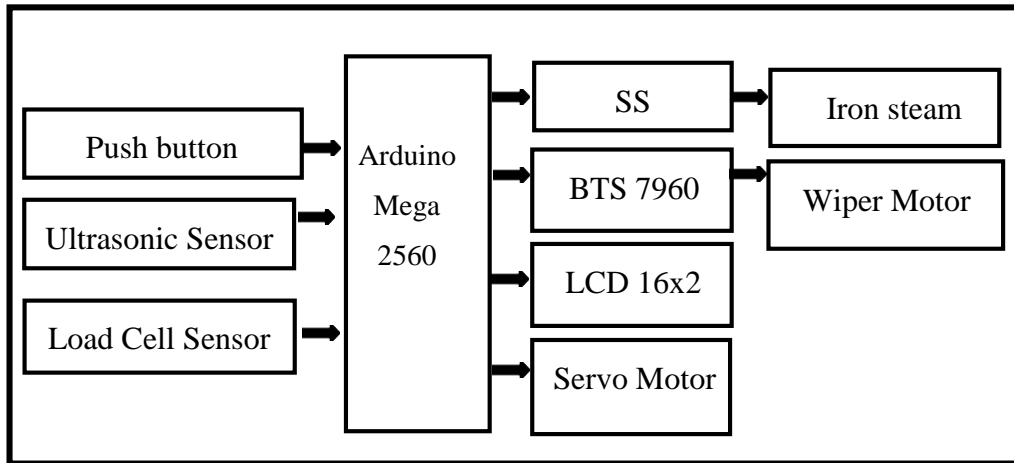 Push button
Ultrasonic Sensor
Load Cell Sensor
Arduino
Mega
2560
SS
BTS 7960
LCD 16x2
Servo Motor
Iron steam
Wiper Motor